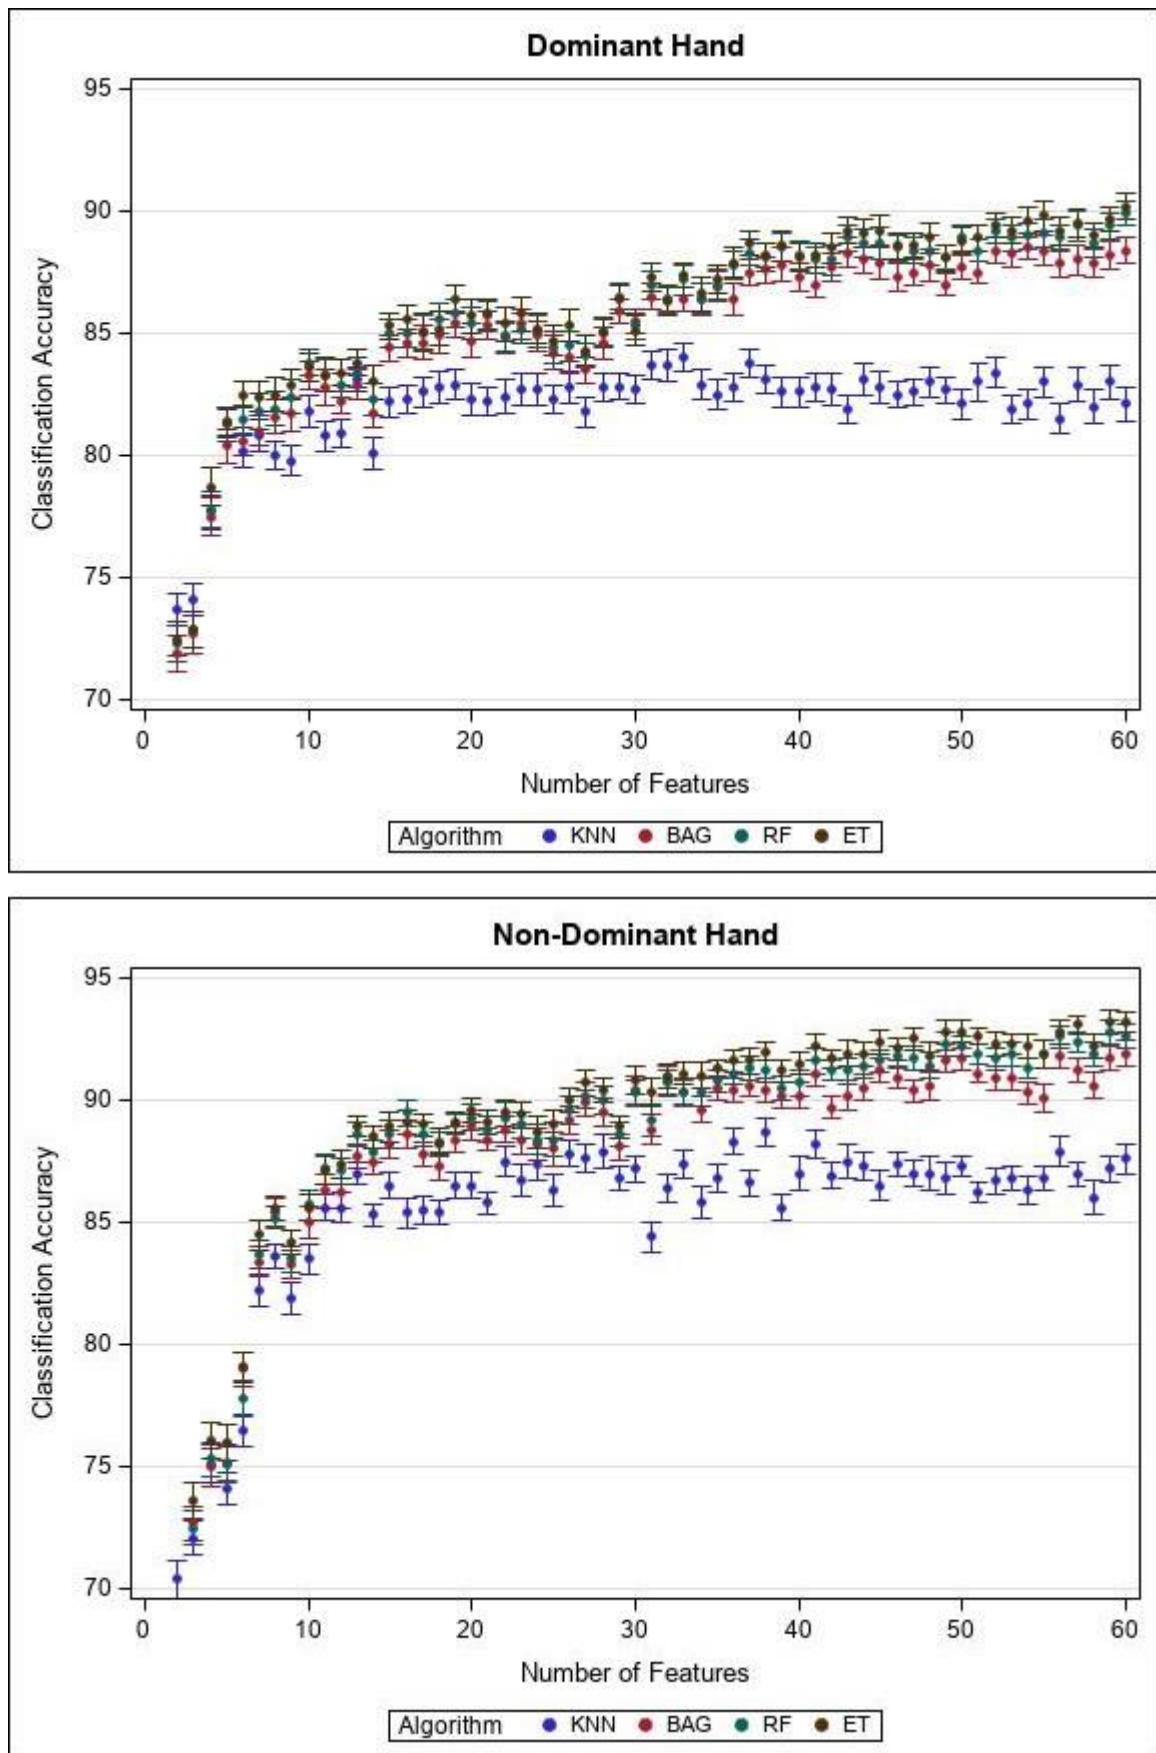 Dominant Hand
95
90
85
80
75
70
Classification Accuracy
0 10 20 30 40 50 60
Number of Features
Algorithm KNN BAG RF ET
Non-Dominant Hand
95
90
85
80
75
70
Classification Accuracy
0 10 20 30 40 50 60
Number of Features
Algorithm KNN BAG RF ET